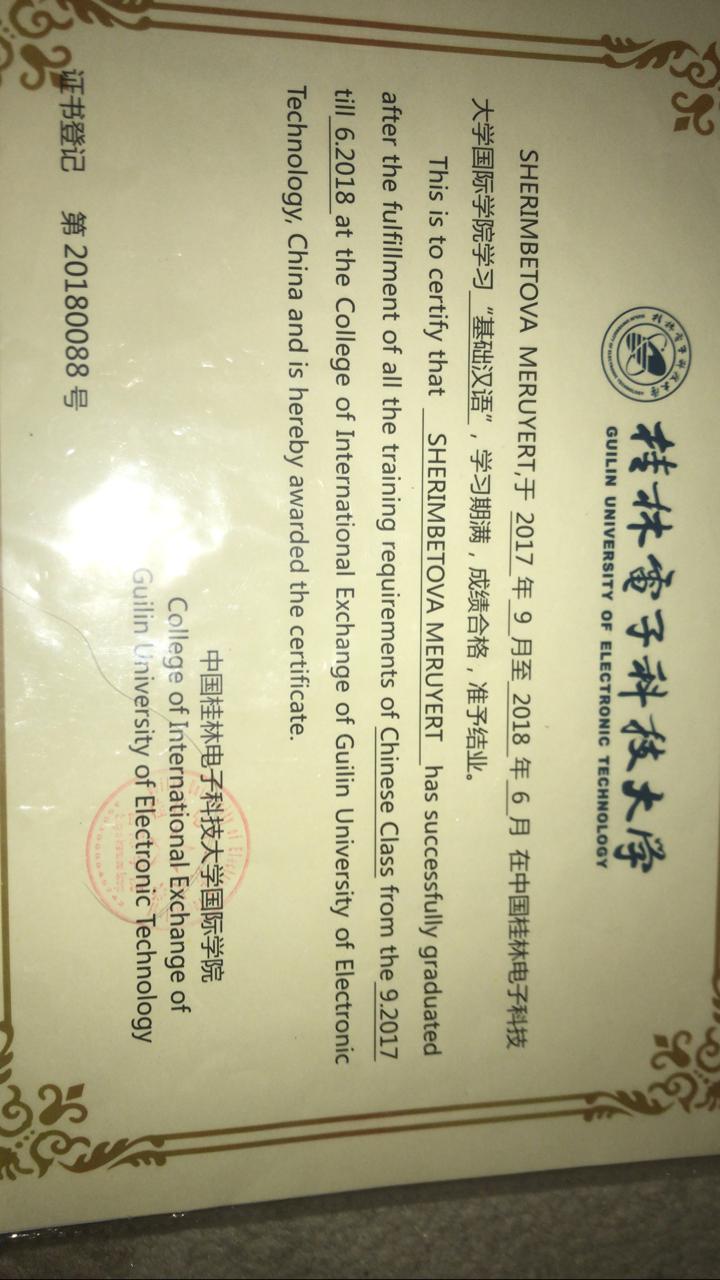 桂林电子科技大学
GUILIN UNIVERSITY OF ELECTRONIC TECHNOLOGY
SHERIMBETOVA MERUYERT,于 2017 年 9 月至 2018 年 6 月 在中国桂林电子科技
大学国际学院学习 “基础汉语”，学习期满，成绩合格，准予结业。
This is to certify that SHERIMBETOVA MERUYERT has successfully graduated
after the fulfillment of all the training requirements of Chinese Class from the 9.2017
till 6.2018 at the College of International Exchange of Guilin University of Electronic
Technology, China and is hereby awarded the certificate.
中国桂林电子科技大学国际学院
College of International Exchange of
Guilin University of Electronic Technology
证书登记 第 20180088 号